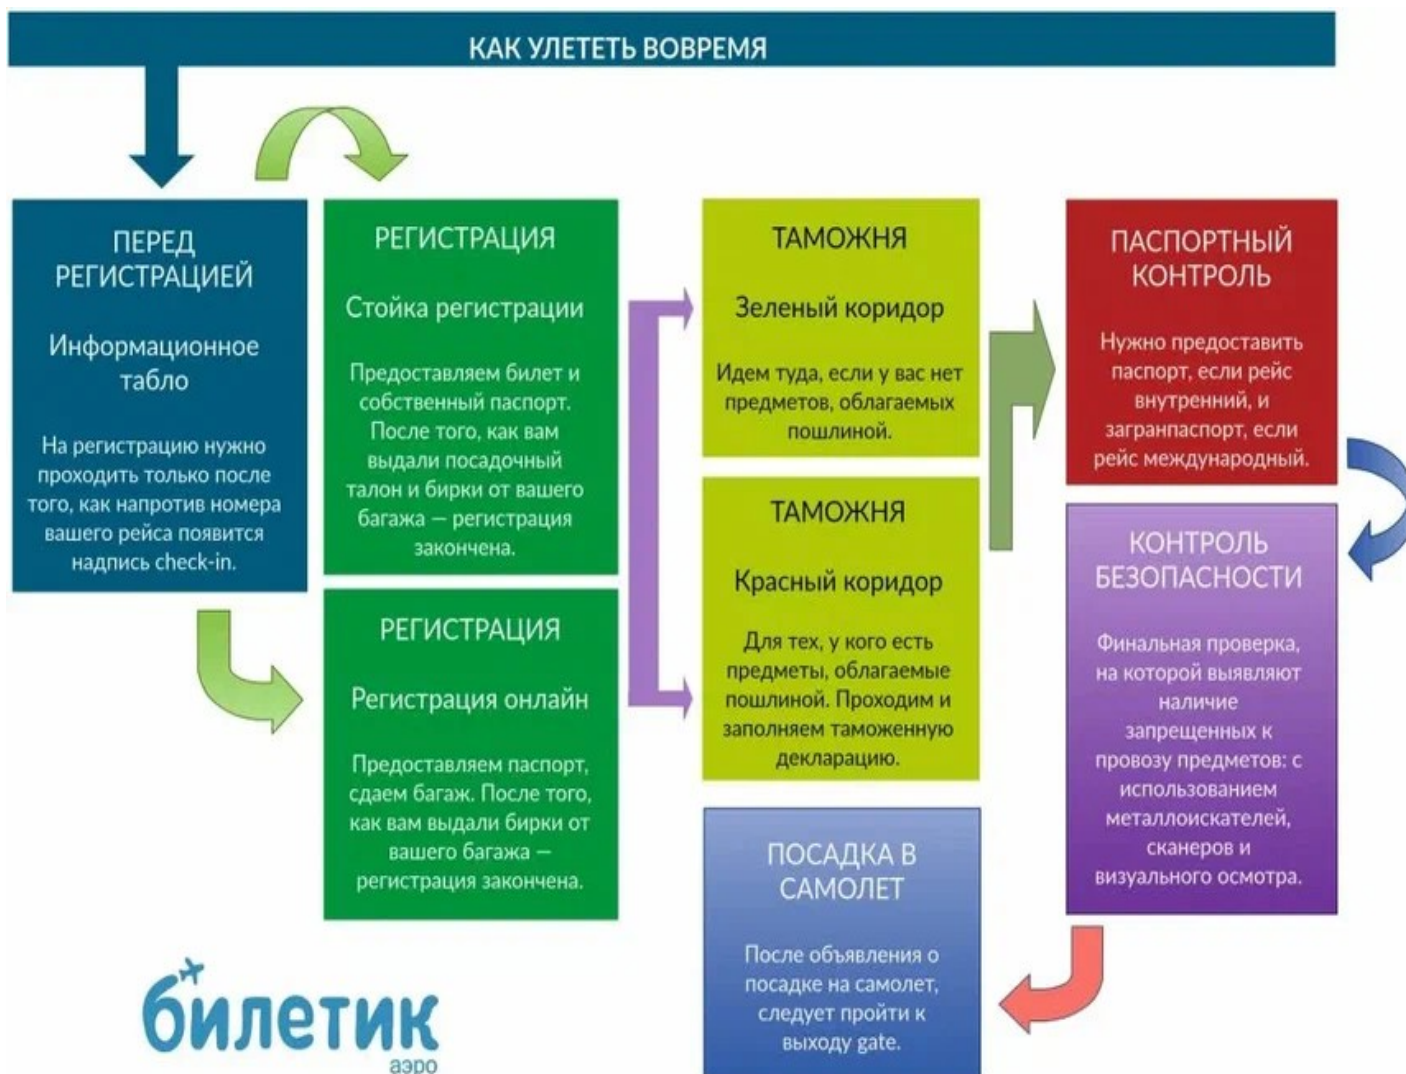 КАК УЛЕТЕТЬ ВОВРЕМЯ
ПЕРЕД
РЕГИСТРАЦИЕЙ
Информационное
табло
На регистрацию нужно
проходить только после
того, как напротив номера
вашего рейса появится
надпись check-in.
РЕГИСТРАЦИЯ
Стойка регистрации
Предоставляем билет и
собственный паспорт.
После того, как вам
выдали посадочный
талон и бирки от вашего
багажа — регистрация
закончена.
РЕГИСТРАЦИЯ
Регистрация онлайн
Предоставляем паспорт,
сдаем багаж. После того,
как вам выдали бирки от
вашего багажа —
регистрация закончена.
ТАМОЖНЯ
Зеленый коридор
Идем туда, если у вас нет
предметов, облагаемых
пошлиной.
ТАМОЖНЯ
Красный коридор
Для тех, у кого есть
предметы, облагаемые
пошлиной. Проходим и
заполняем таможенную
декларацию.
ПАСПОРТНЫЙ
КОНТРОЛЬ
Нужно предоставить
паспорт, если рейс
внутренний, и
загранпаспорт, если
рейс международный.
КОНТРОЛЬ
БЕЗОПАСНОСТИ
Финальная проверка,
на которой выявляют
наличие
запрещенных к
провозу предметов: с
использованием
металлоискателей,
сканеров и
визуального осмотра.
ПОСАДКА В
САМОЛЕТ
После объявления о
посадке на самолет,
следует пройти к
выходу gate.
билетик
аэро